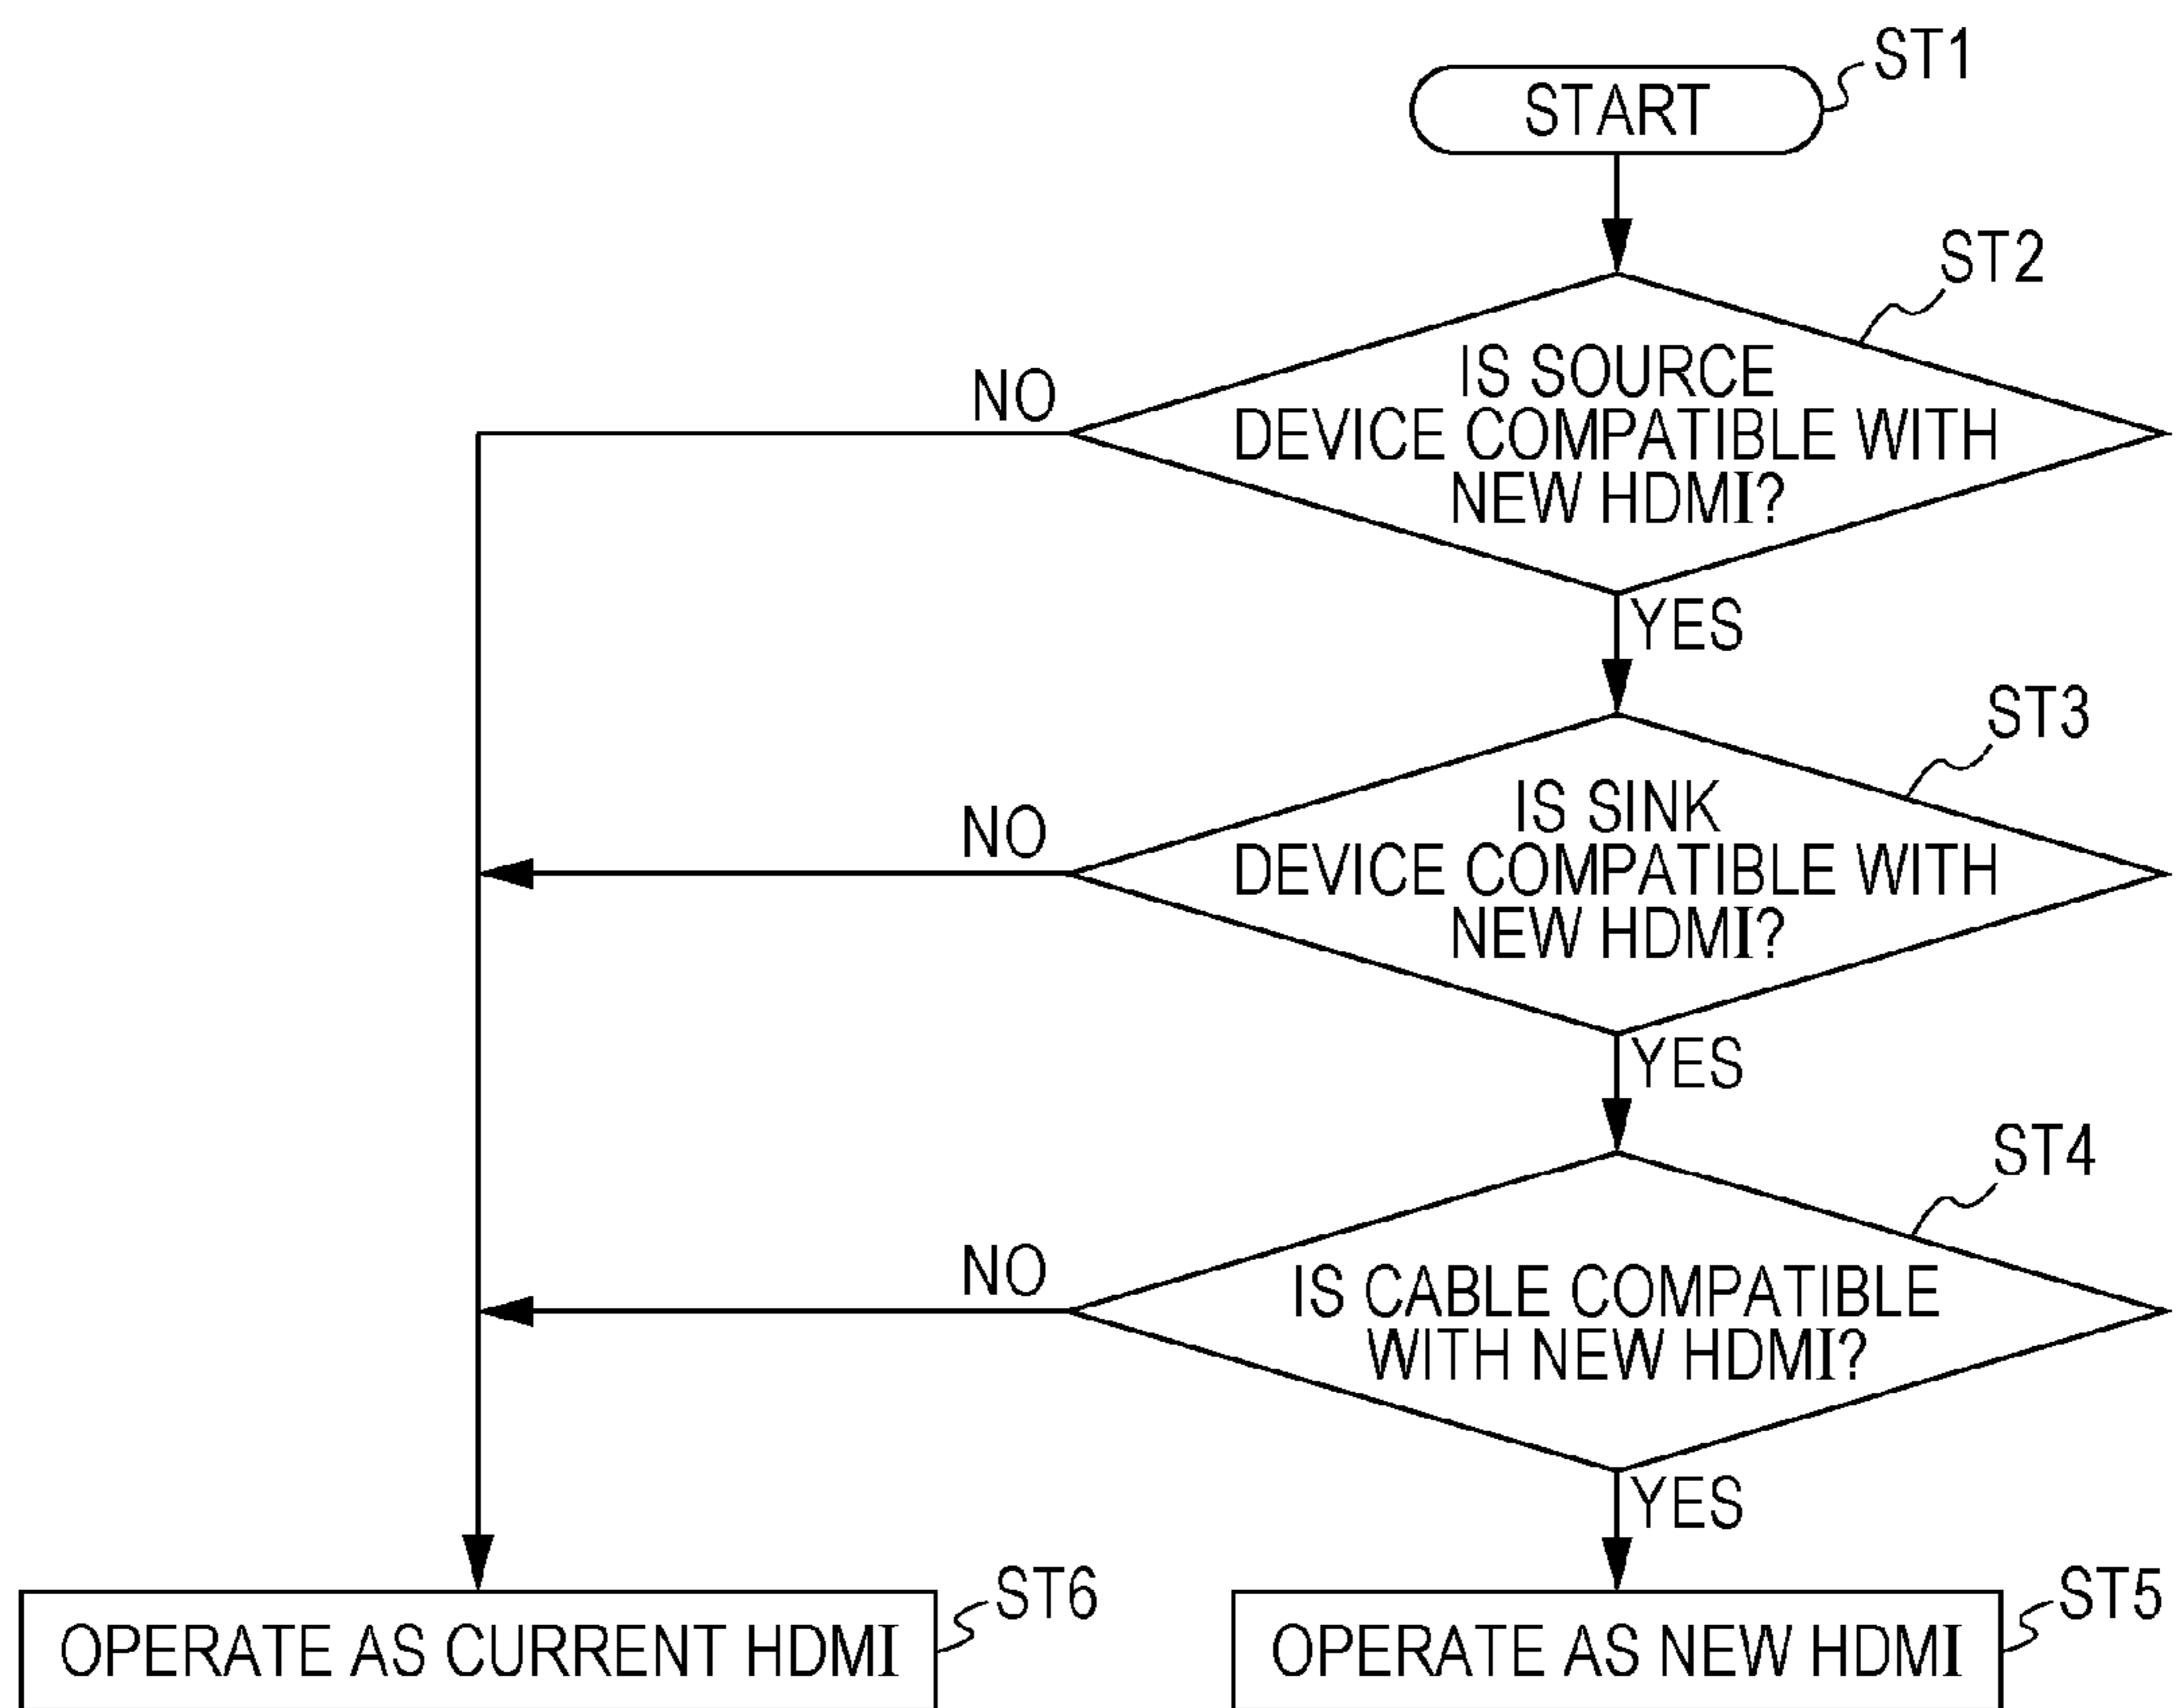 START
ST1
ST2
IS SOURCE
DEVICE COMPATIBLE WITH
NEW HDMI?
NO
YES
ST3
IS SINK
DEVICE COMPATIBLE WITH
NEW HDMI?
NO
YES
ST4
IS CABLE COMPATIBLE
WITH NEW HDMI?
NO
YES
OPERATE AS CURRENT HDMI
ST6
OPERATE AS NEW HDMI
ST5